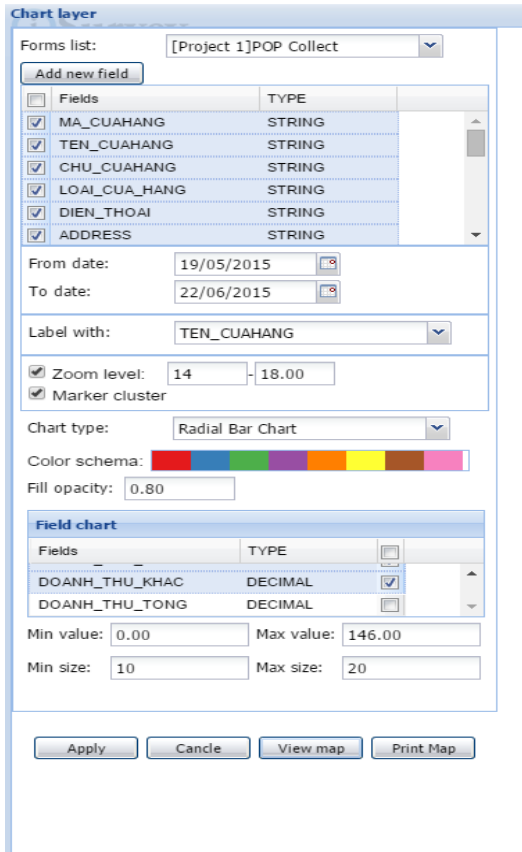 Chart layer
Forms list: [Project 1]POP Collect
Add new field
Fields TYPE
MA_CUAHANG STRING
TEN_CUAHANG STRING
CHU_CUAHANG STRING
LOAI_CUA_HANG STRING
DIEN_THOAI STRING
ADDRESS STRING
From date: 19/05/2015
To date: 22/06/2015
Label with: TEN_CUAHANG
Zoom level: 14 - 18.00
Marker cluster
Chart type: Radial Bar Chart
Color schema:
Fill opacity: 0.80
Field chart
Fields TYPE
DOANH_THU_KHAC DECIMAL
DOANH_THU_TONG DECIMAL
Min value: 0.00 Max value: 146.00
Min size: 10 Max size: 20
Apply Cancle View map Print Map